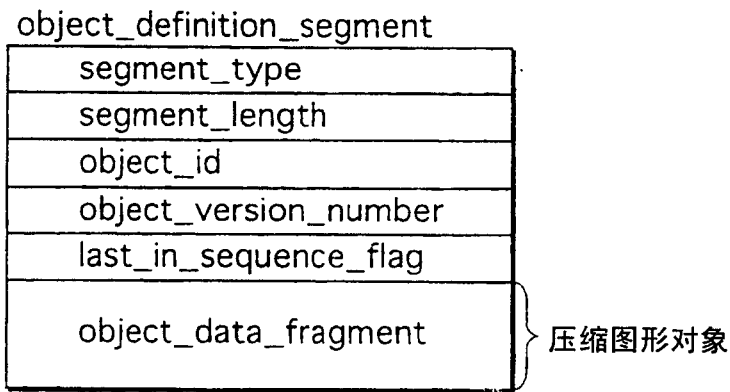 object_definition_segment
segment_type
segment_length
object_id
object_version_number
last_in_sequence_flag
object_data_fragment
压缩图形对象